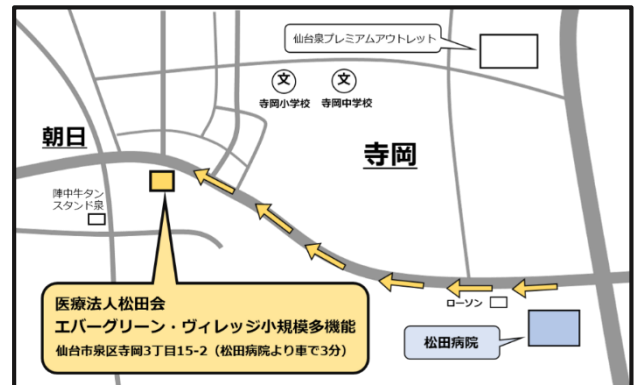 仙台泉プレミアムアウトレット
文
文
寺岡小学校
寺岡中学校
朝日
寺岡
陣中牛タン
スタンド泉
医療法人松田会
エバーグリーン・ヴィレッジ小規模多機能
仙台市泉区寺岡3丁目15-2（松田病院より車で3分）
ローソン
松田病院